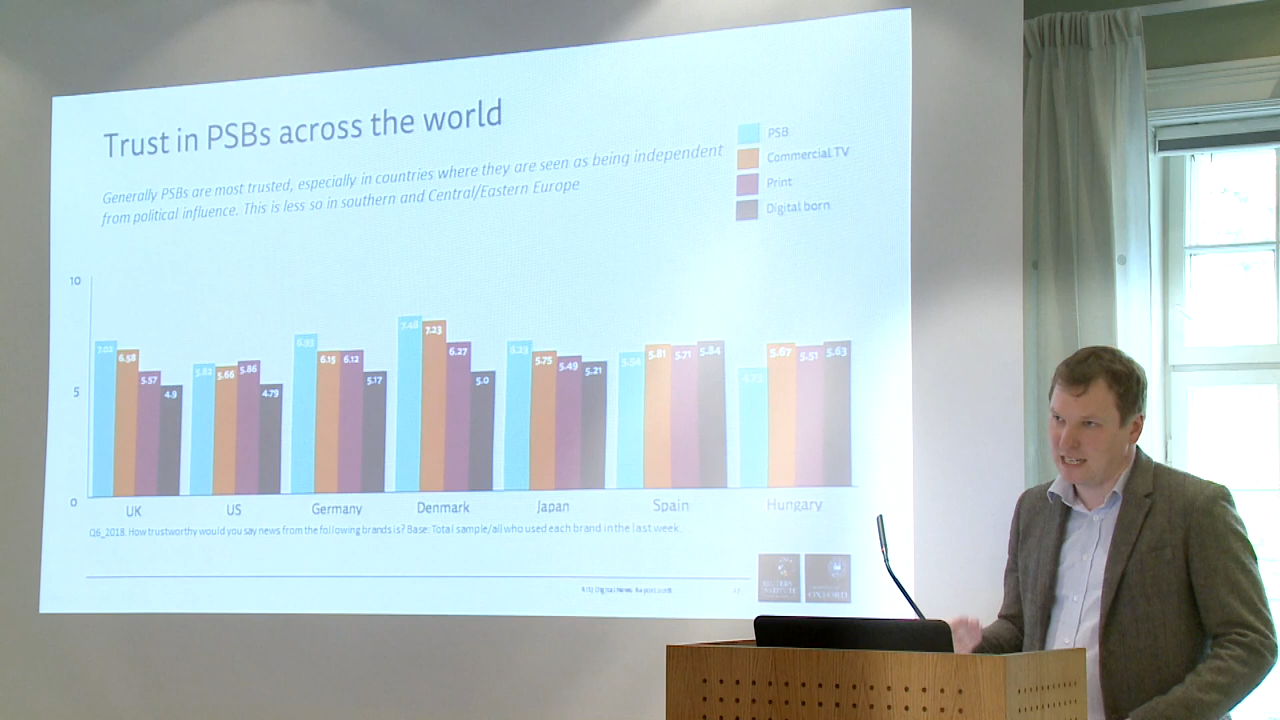 Trust in PSBs across the world
Generally PSBs are most trusted, especially in countries where they are seen as being independent
from political influence. This is less so in southern and Central/Eastern Europe
PSB
Commercial TV
Print
Digital born
10
5
0
7.02 6.58 5.57 4.9
5.82 5.66 5.86 4.79
6.93 6.15 6.12 5.17
7.48 7.23 6.27 5.0
6.23 5.75 5.49 5.21
5.54 5.81 5.71 5.84
4.73 5.67 5.51 5.63
UK US Germany Denmark Japan Spain Hungary
Q6_2018. How trustworthy would you say news from the following brands is? Base: Total sample/all who used each brand in the last week.
OXFORD